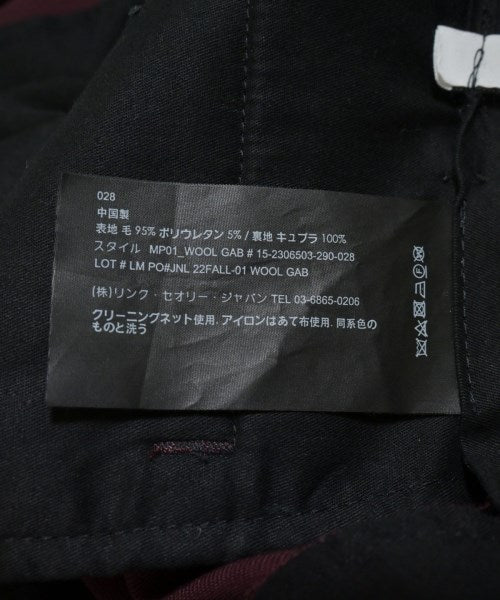 028
中国製
表地 毛 95% ポリウレタン 5% / 裏地 キュプラ 100%
スタイル MP01_WOOL GAB # 15-2306503-290-028
LOT # LM PO#JNL 22FALL-01 WOOL GAB
(株)リンク・セオリー・ジャパン TEL 03-6865-0206
クリーニングネット使用. アイロンはあて布使用. 同系色の
ものと洗う